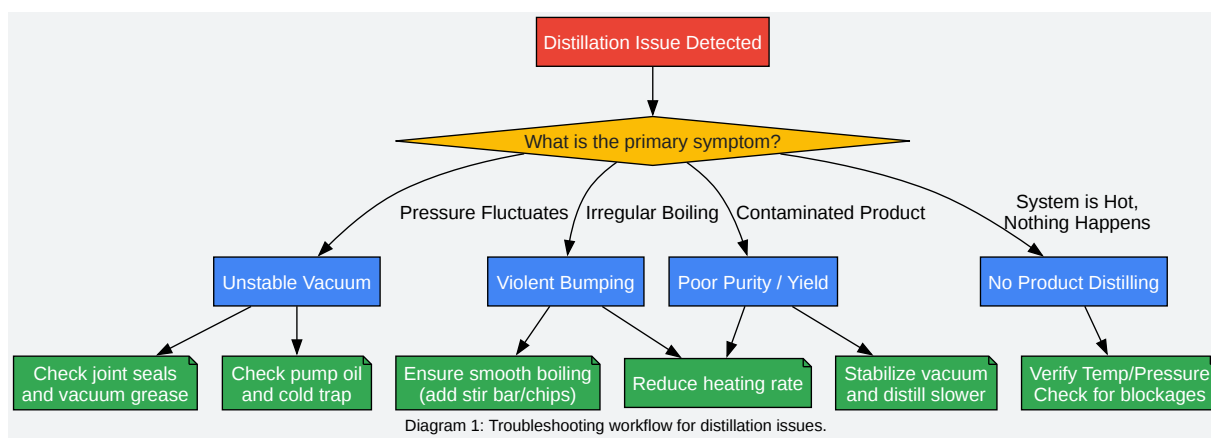 Distillation Issue Detected
What is the primary symptom?
Pressure Fluctuates
Irregular Boiling
Contaminated Product
System is Hot,
Nothing Happens
Unstable Vacuum
Violent Bumping
Poor Purity / Yield
No Product Distilling
Check joint seals
and vacuum grease
Check pump oil
and cold trap
Ensure smooth boiling
(add stir bar/chips)
Reduce heating rate
Stabilize vacuum
and distill slower
Verify Temp/Pressure
Check for blockages
Diagram 1: Troubleshooting workflow for distillation issues.